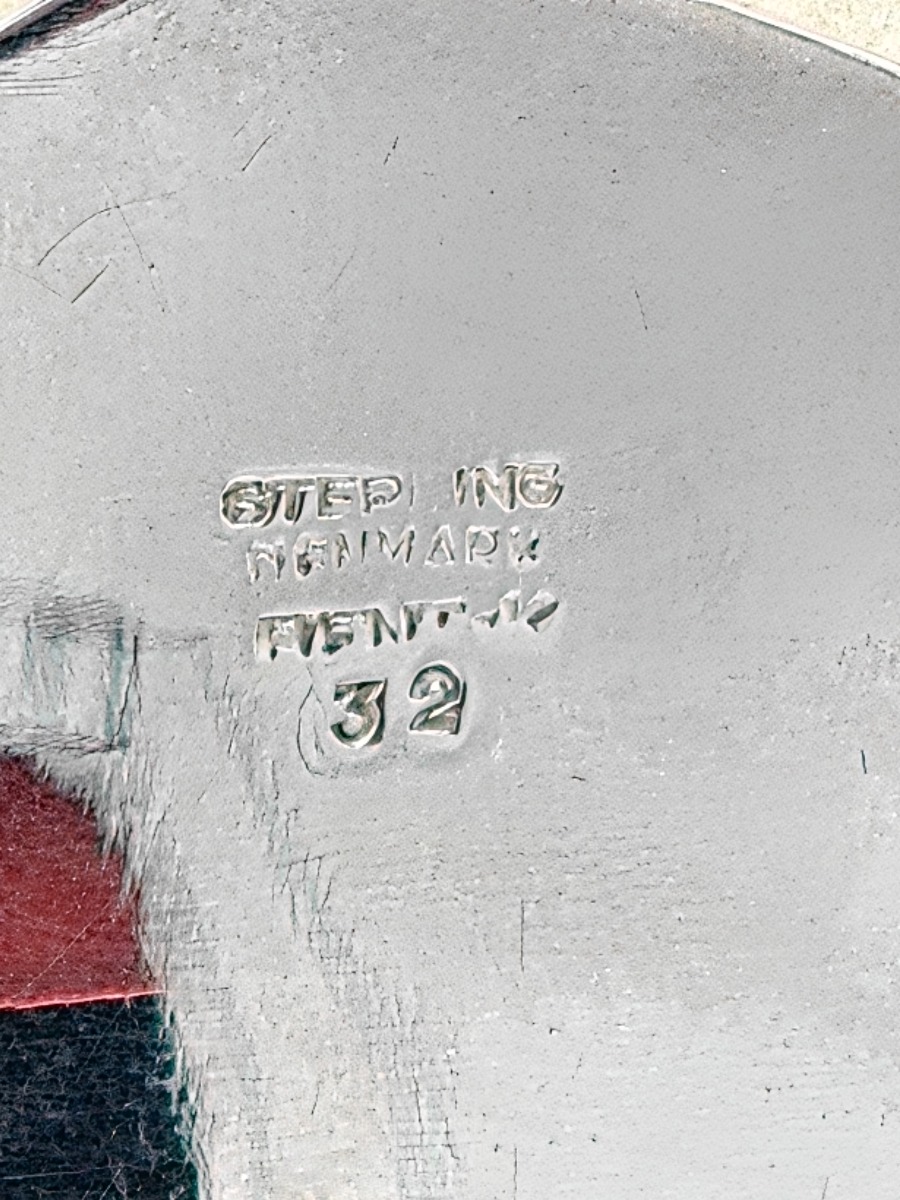 STERLING
DENMARK
32